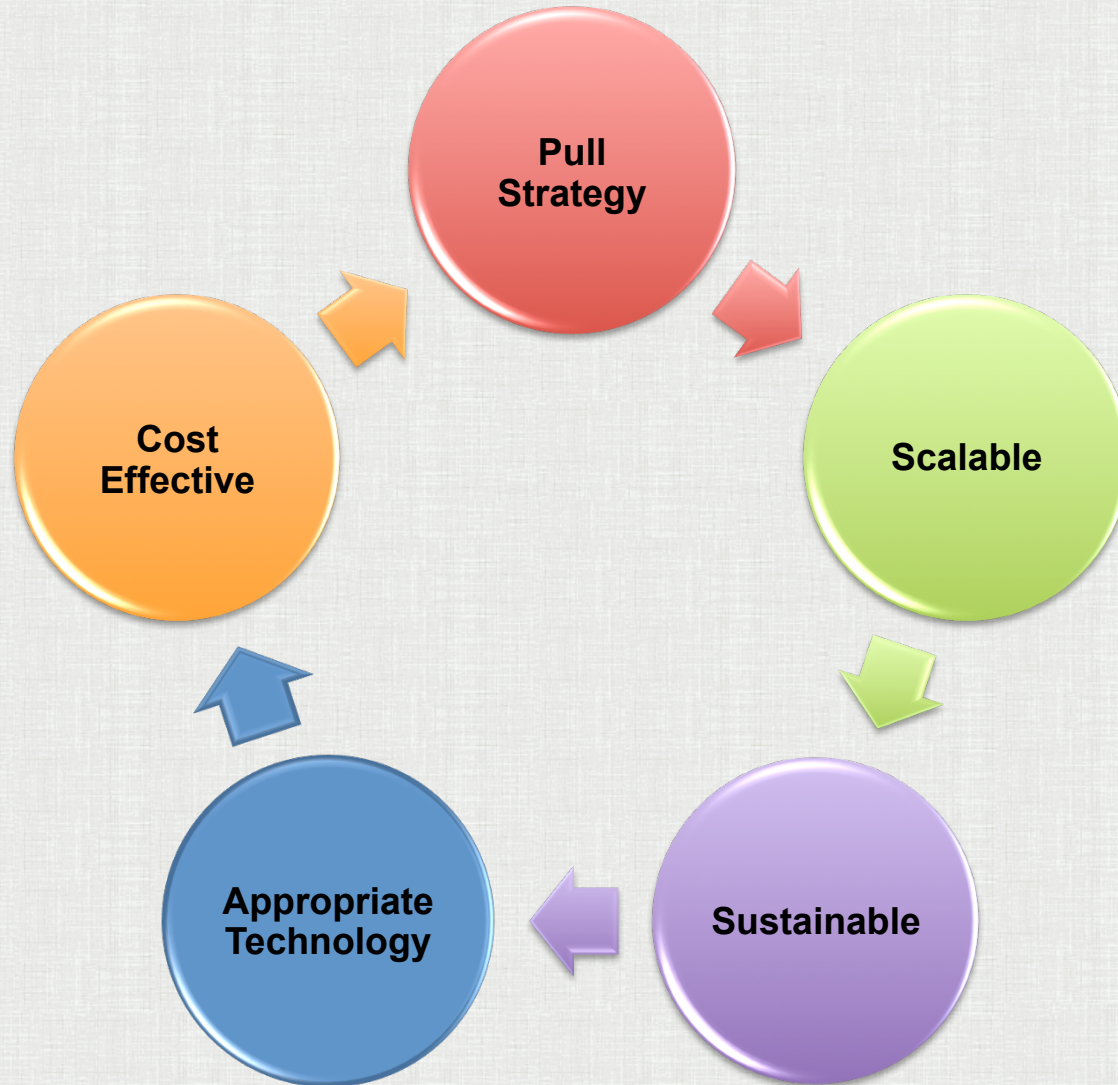 Pull
Strategy
Scalable
Sustainable
Appropriate
Technology
Cost
Effective